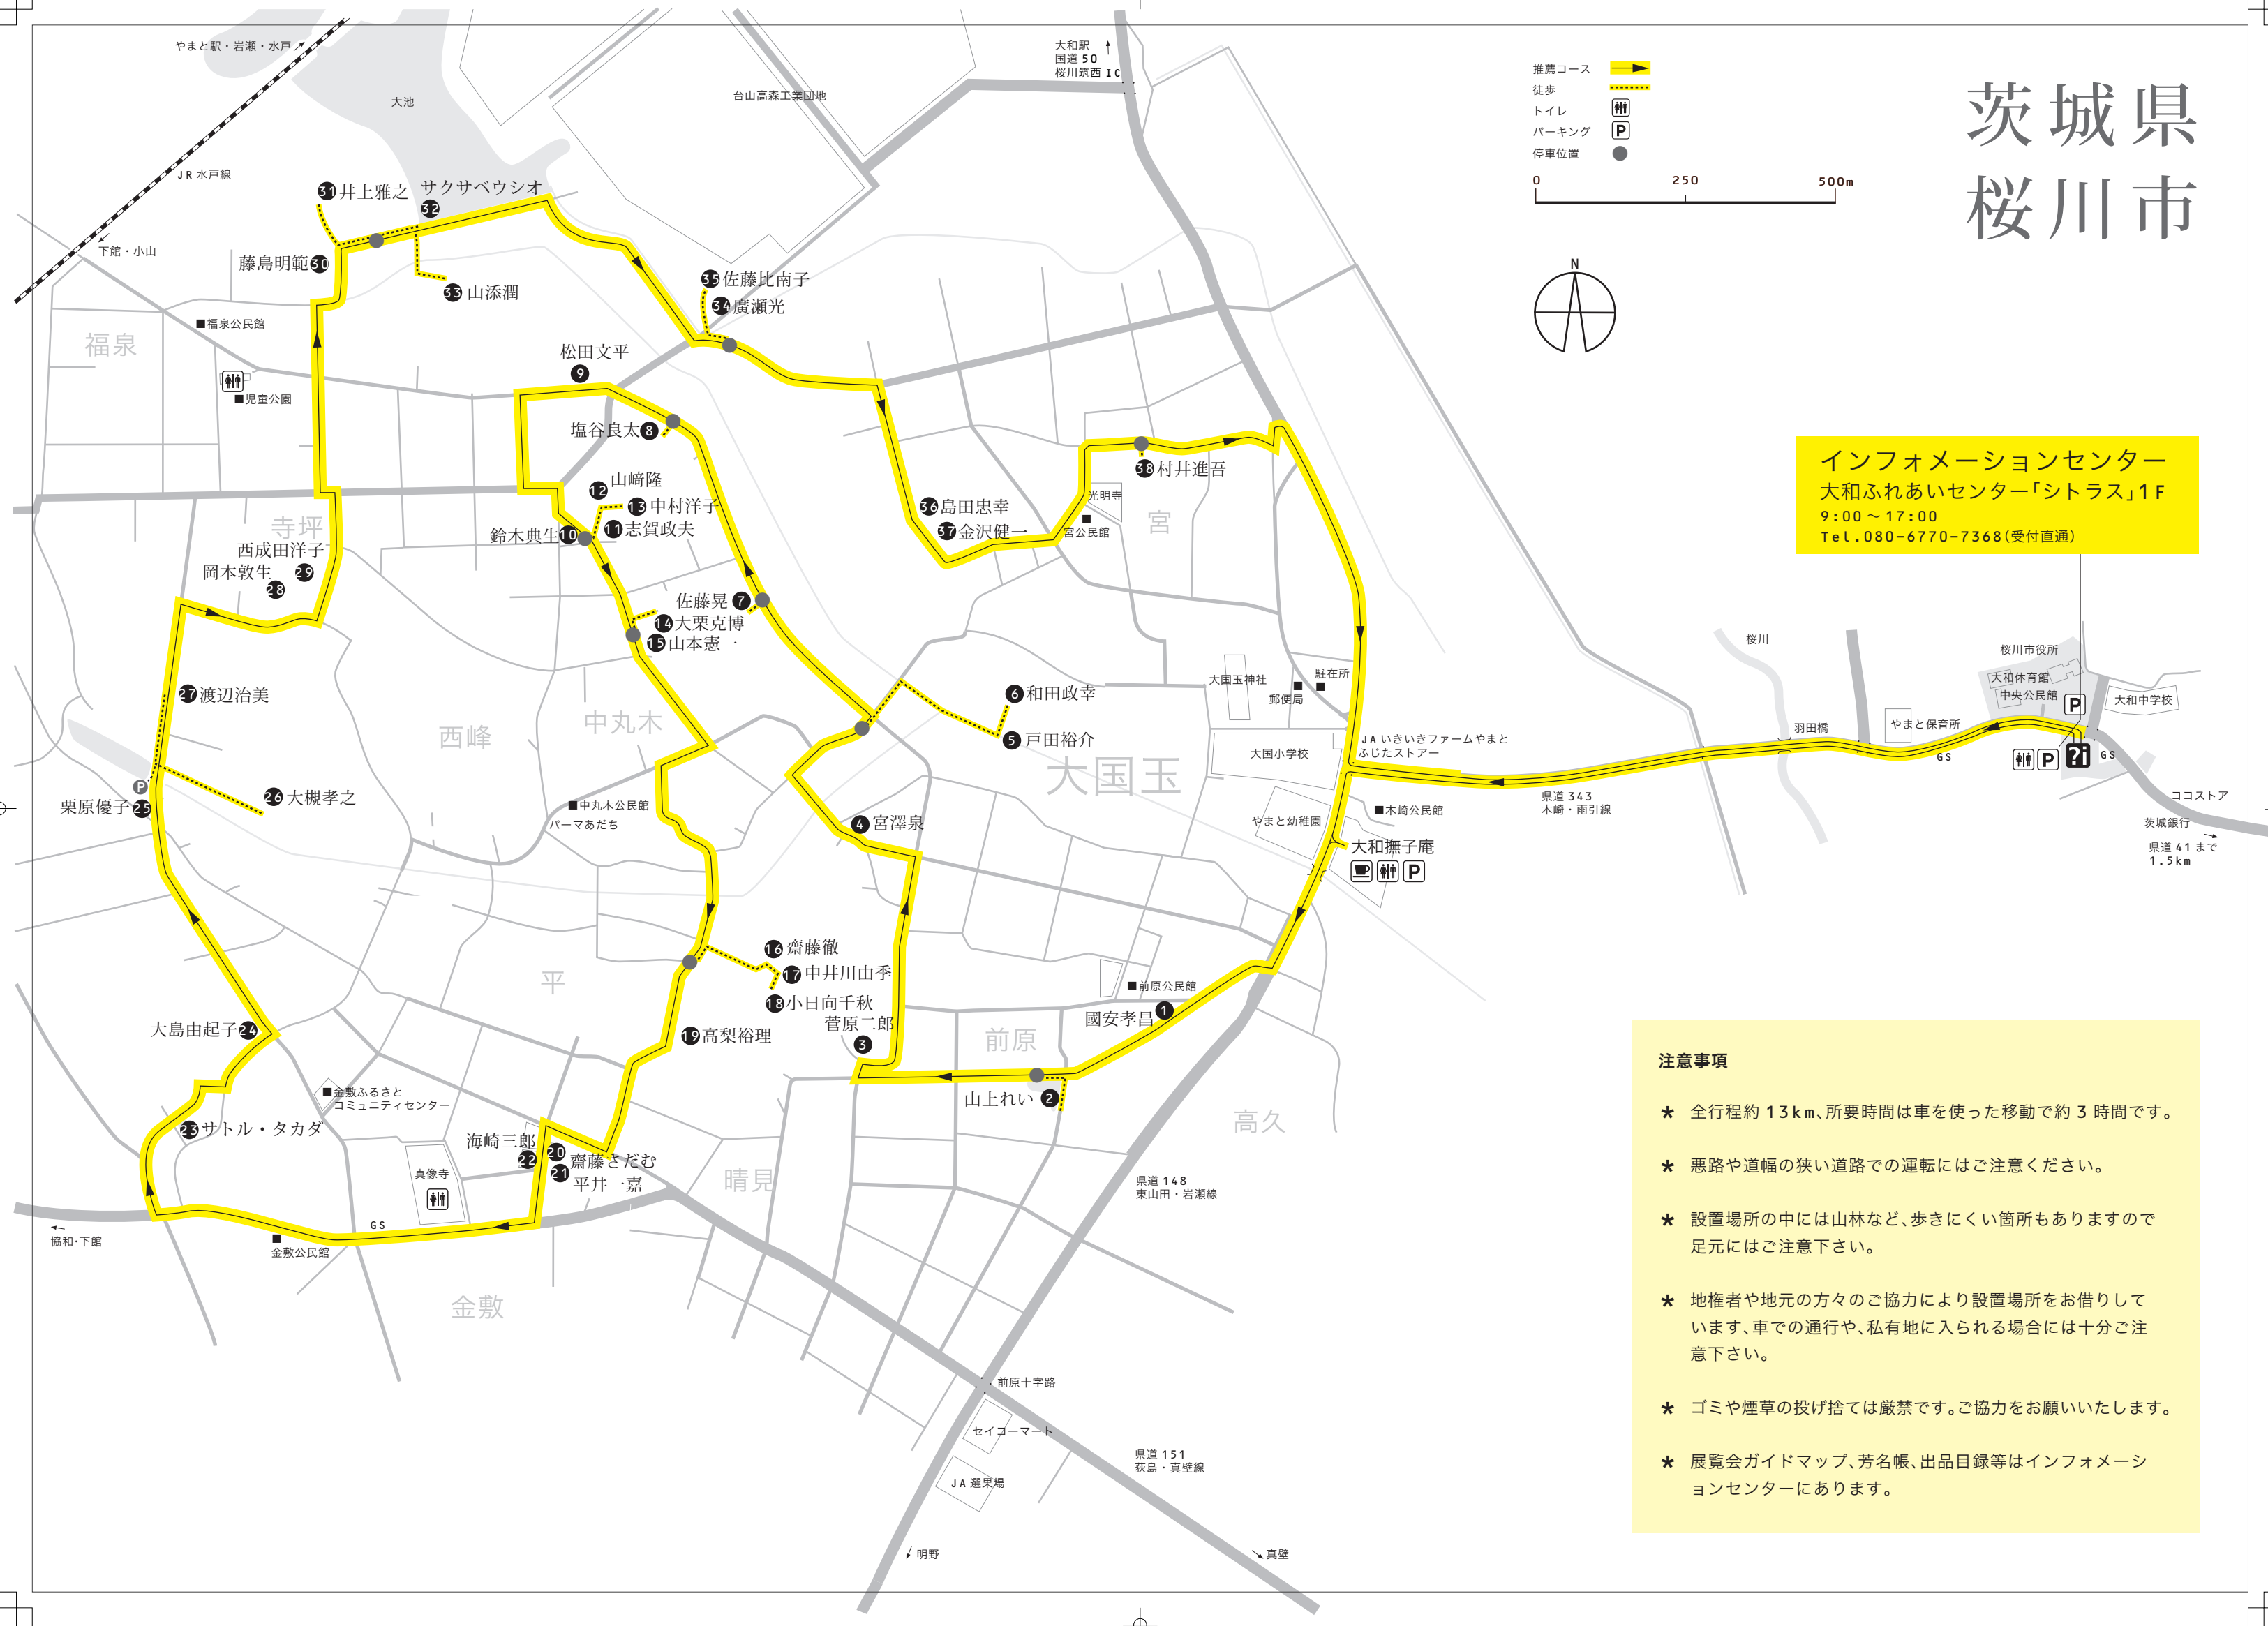 やまと駅・岩瀬・水戸
大池
台山高森工業団地
大和駅
国道 50
桜川筑西 IC
推薦コース
徒歩
トイレ
パーキング
P
停車位置
0 250 500m
N
茨城県
桜川市
JR 水戸線
下館・小山
31 井上雅之
サクサベウシオ
32
藤島明範 30
33 山添潤
35 佐藤比南子
34 廣瀬光
福泉公民館
福泉
児童公園
松田文平
9
塩谷良太 8
山﨑隆
12
13 中村洋子
鈴木典生 10
11 志賀政夫
寺坪
西成田洋子
29
岡本敦生
28
佐藤晃 7
14 大栗克博
15 山本憲一
36 島田忠幸
37 金沢健一
38 村井進吾
光明寺
宮公民館
宮
インフォメーションセンター
大和ふれあいセンター「シトラス」1F
9:00 〜 17:00
Tel.080-6770-7368(受付直通)
27 渡辺治美
西峰
中丸木
6 和田政幸
5 戸田裕介
大国玉
大国玉神社
郵便局
駐在所
大国小学校
JA いきいきファームやまと
ふじたストアー
桜川
桜川市役所
大和体育館
中央公民館
P
大和中学校
羽田橋
やまと保育所
GS
P
?i
GS
ココストア
茨城銀行
県道 41 まで
1.5km
県道 343
木崎・雨引線
P
栗原優子 25
26 大槻孝之
中丸木公民館
パーマあだち
4 宮澤泉
やまと幼稚園
木崎公民館
大和撫子庵
P
16 齋藤徹
17 中井川由季
18 小日向千秋
平
19 高梨裕理
菅原二郎
3
前原公民館
國安孝昌 1
前原
山上れい 2
高久
大島由起子 24
金敷ふるさと
コミュニティセンター
23 サトル・タカダ
海崎三郎
22
20 齋藤さだむ
21 平井一嘉
真像寺
晴見
県道 148
東山田・岩瀬線
協和・下館
GS
金敷公民館
金敷
前原十字路
セイコーマート
JA 選果場
県道 151
荻島・真壁線
明野
真壁
注意事項
* 全行程約 13km、所要時間は車を使った移動で約 3 時間です。
* 悪路や道幅の狭い道路での運転にはご注意ください。
* 設置場所の中には山林など、歩きにくい箇所もありますので
足元にはご注意下さい。
* 地権者や地元の方々のご協力により設置場所をお借りして
います、車での通行や、私有地に入られる場合には十分ご注
意下さい。
* ゴミや煙草の投げ捨ては厳禁です。ご協力をお願いいたします。
* 展覧会ガイドマップ、芳名帳、出品目録等はインフォメーシ
ョンセンターにあります。